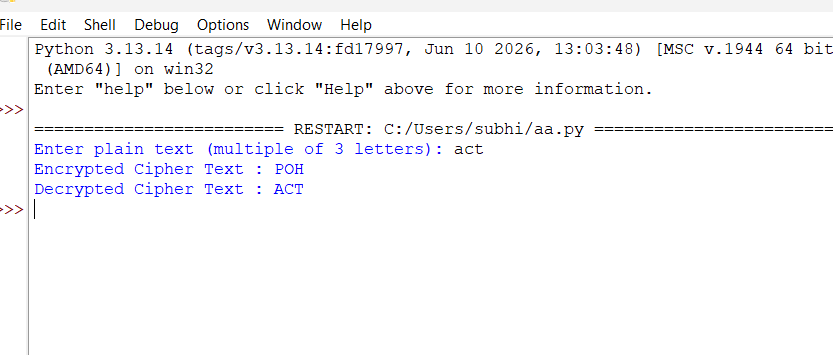 File Edit Shell Debug Options Window Help
Python 3.13.14 (tags/v3.13.14:fd17997, Jun 10 2026, 13:03:48) [MSC v.1944 64 bit
(AMD64)] on win32
Enter "help" below or click "Help" above for more information.
>>>
========================= RESTART: C:/Users/subhi/aa.py ========================
Enter plain text (multiple of 3 letters): act
Encrypted Cipher Text : POH
Decrypted Cipher Text : ACT
>>>